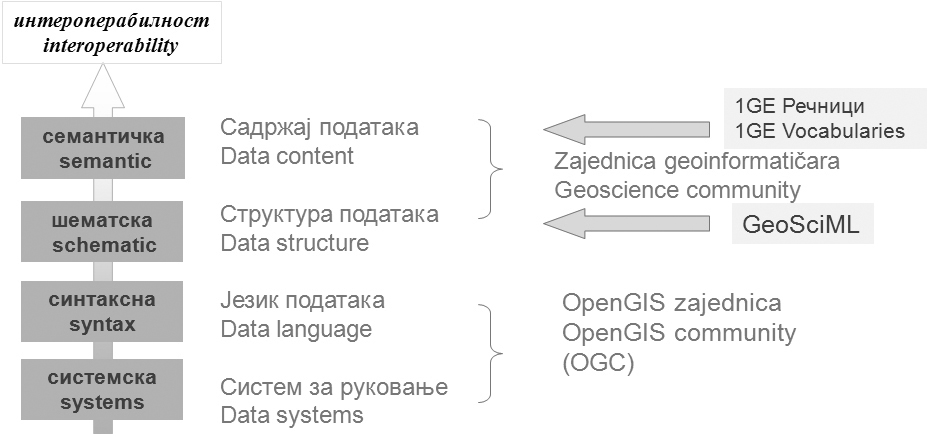 интероперабилност
interoperability
семантичка
semantic
Садржај података
Data content
1GE Речници
1GE Vocabularies
Zajednica geoinformatičara
Geoscience community
шематска
schematic
Структура података
Data structure
GeoSciML
синтаксна
syntax
Језик података
Data language
OpenGIS zajednica
OpenGIS community
(OGC)
системска
systems
Систем за руковање
Data systems